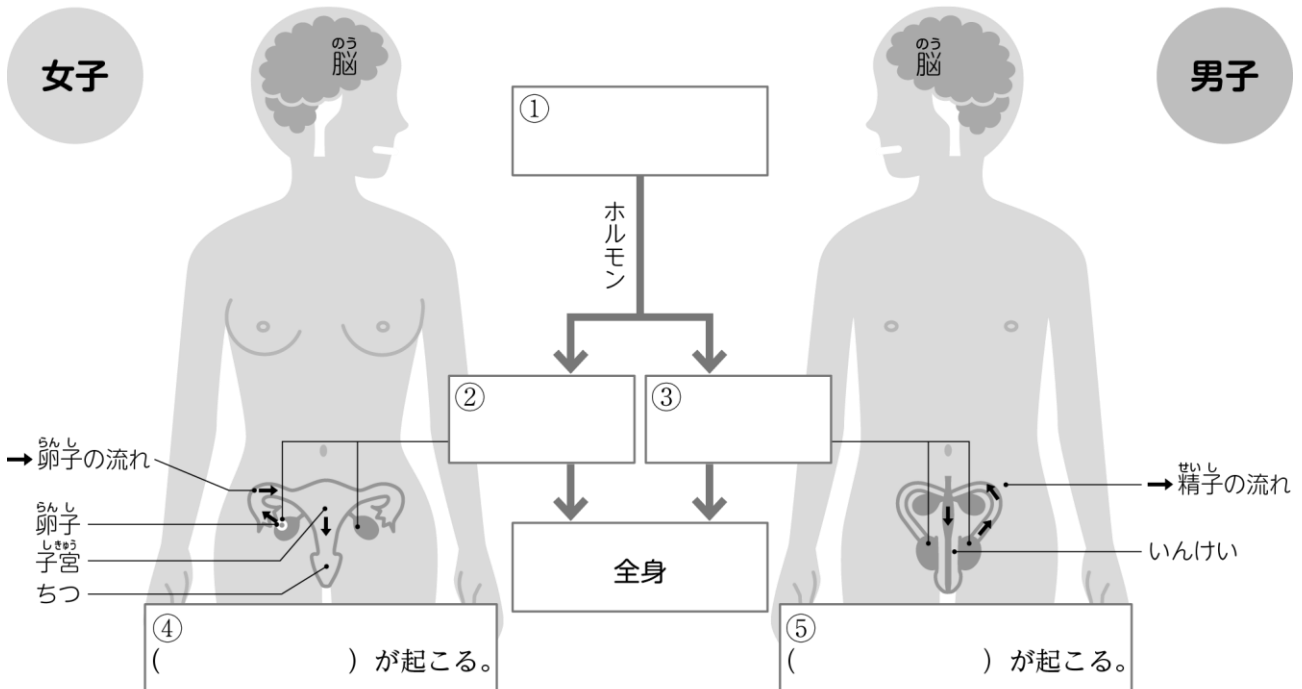 女子
のう
脳
①
のう
脳
男子
ホルモン
②
③
らんし
→卵子の流れ
らんし
卵子
しきゅう
子宮
ちつ
全身
せいし
→精子の流れ
いんけい
④
( )が起こる。
⑤
( )が起こる。